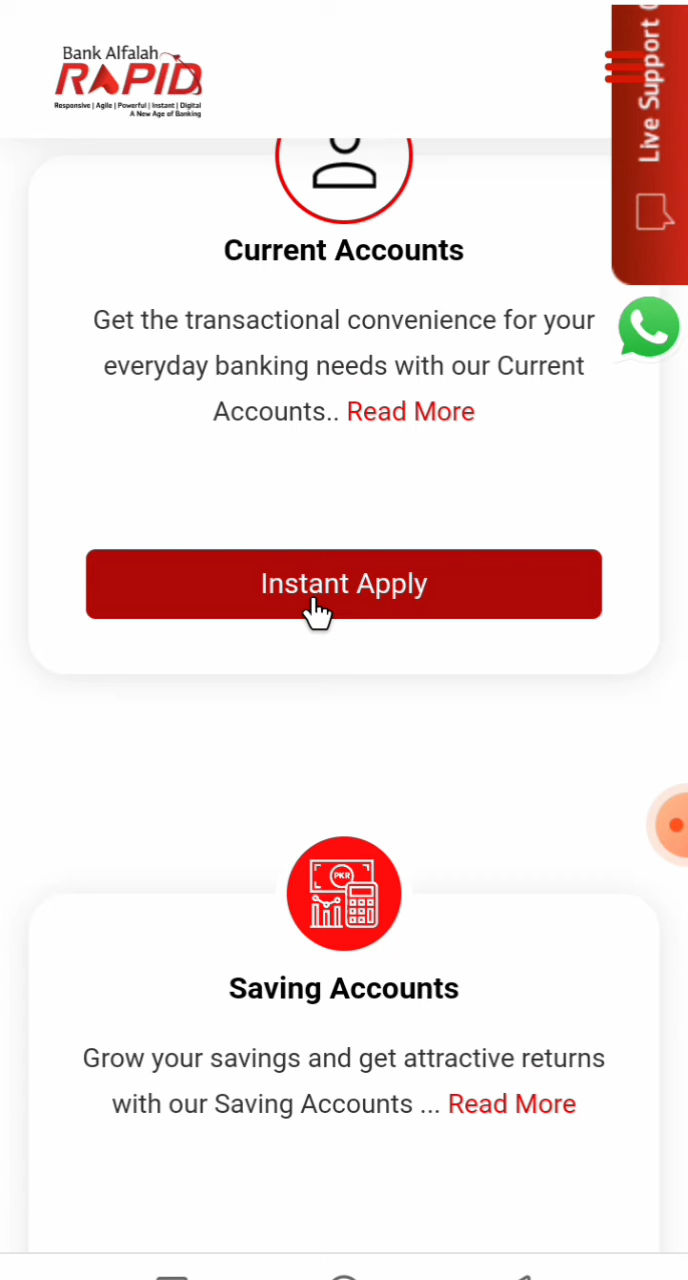 Bank Alfalah
RAPID
Responsive | Agile | Powerful | Instant | Digital
A New Age of Banking
Live Support
Current Accounts
Get the transactional convenience for your
everyday banking needs with our Current
Accounts.. Read More
Instant Apply
PKR
Saving Accounts
Grow your savings and get attractive returns
with our Saving Accounts ... Read More